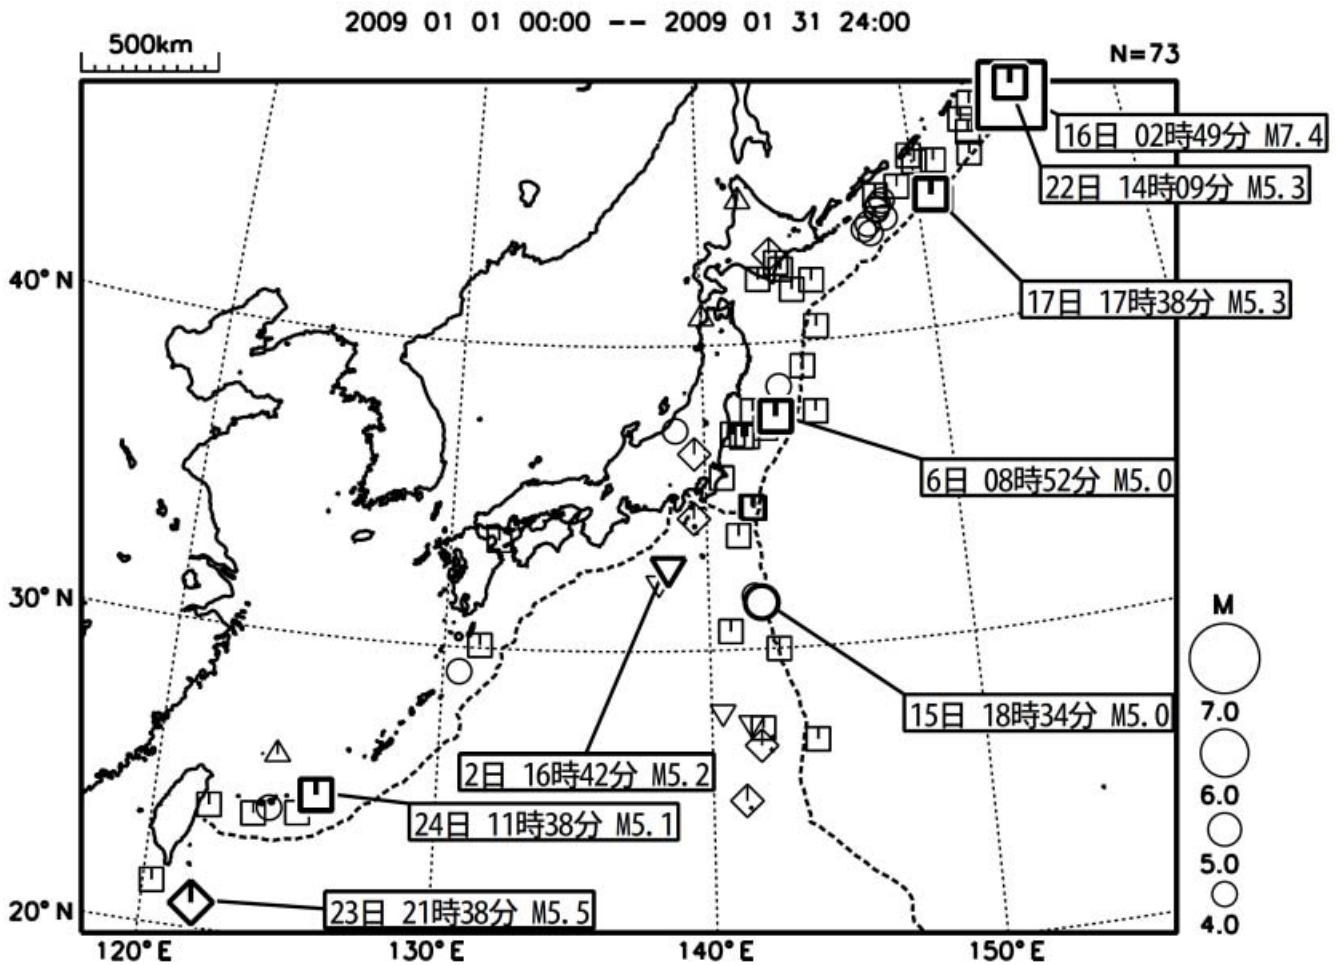 2009 01 01 00:00 -- 2009 01 31 24:00
500km
N=73
16日 02時49分 M7.4
22日 14時09分 M5.3
40°N
17日 17時38分 M5.3
6日 08時52分 M5.0
30°N
M
15日 18時34分 M5.0
7.0
2日 16時42分 M5.2
6.0
24日 11時38分 M5.1
5.0
23日 21時38分 M5.5
20°N
4.0
120°E
130°E
140°E
150°E